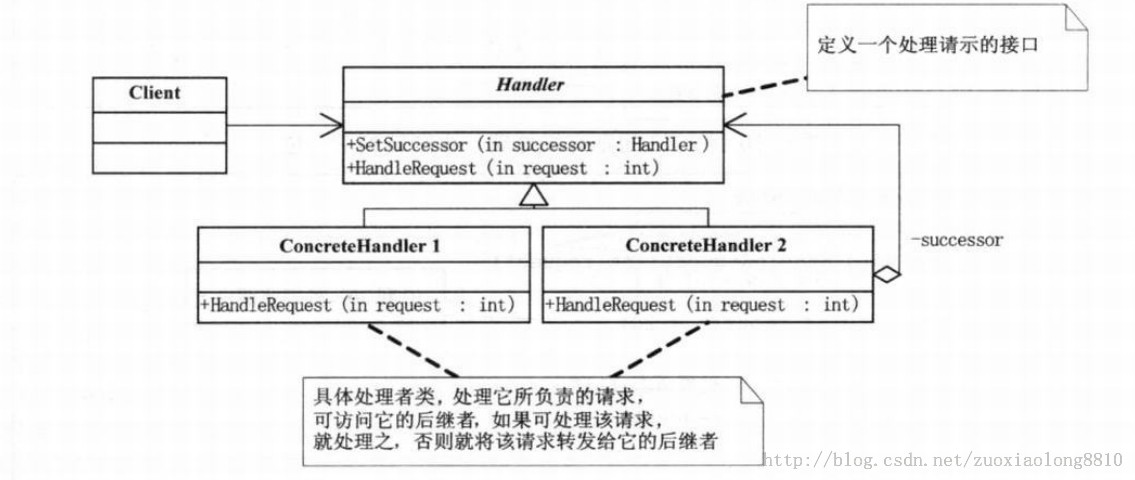 定义一个处理请示的接口
Client
Handler
+SetSuccessor (in successor : Handler)
+HandleRequest (in request : int)
ConcreteHandler 1
+HandleRequest (in request : int)
ConcreteHandler 2
+HandleRequest (in request : int)
-successor
具体处理者类，处理它所负责的请求，
可访问它的后继者，如果可处理该请求，
就处理之，否则就将该请求转发给它的后继者
http://blog.csdn.net/zuoxiaolong8810